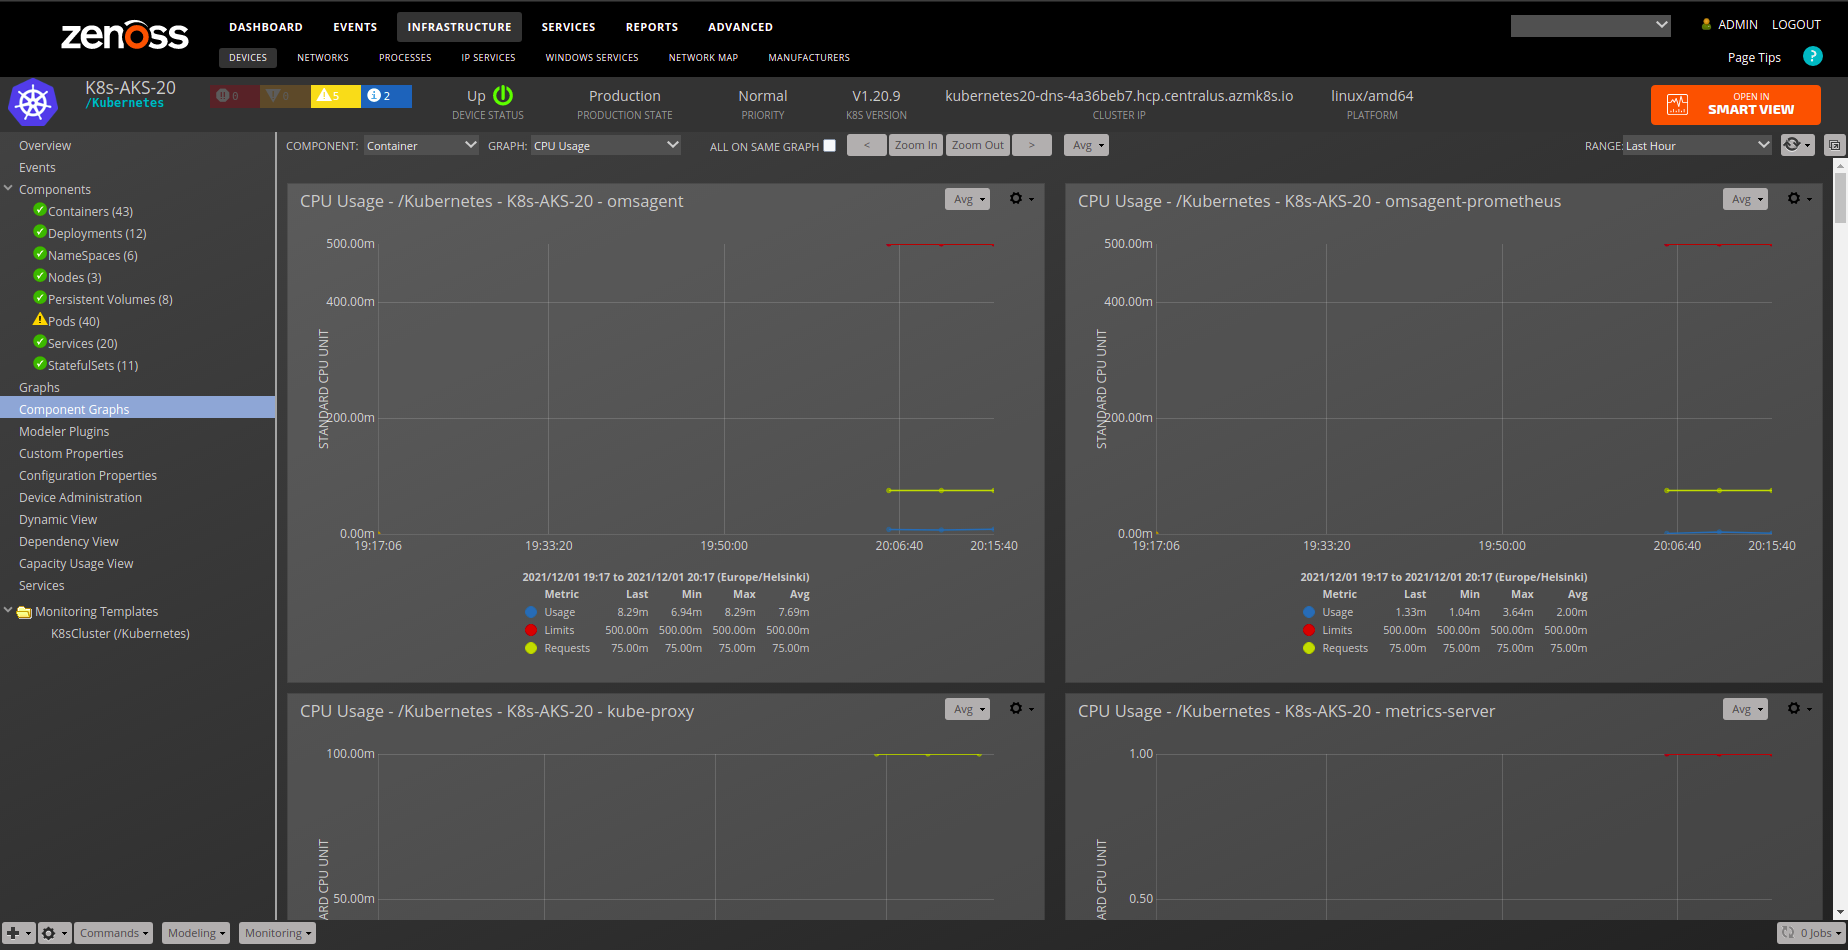 zenoss
DASHBOARD EVENTS INFRASTRUCTURE SERVICES REPORTS ADVANCED
ADMIN LOGOUT
DEVICES NETWORKS PROCESSES IP SERVICES WINDOWS SERVICES NETWORK MAP MANUFACTURERS
Page Tips ?
K8s-AKS-20
/Kubernetes
0 0 5 2
Up Production Normal V1.20.9 kubernetes20-dns-4a36beb7.hcp.centralus.azmk8s.io linux/amd64
DEVICE STATUS PRODUCTION STATE PRIORITY K8S VERSION CLUSTER IP PLATFORM
OPEN IN
SMART VIEW
COMPONENT: Container GRAPH: CPU Usage ALL ON SAME GRAPH < Zoom In Zoom Out > Avg RANGE: Last Hour
Overview
Events
Components
Containers (43)
Deployments (12)
NameSpaces (6)
Nodes (3)
Persistent Volumes (8)
Pods (40)
Services (20)
StatefulSets (11)
Graphs
Component Graphs
Modeler Plugins
Custom Properties
Configuration Properties
Device Administration
Dynamic View
Dependency View
Capacity Usage View
Services
Monitoring Templates
K8sCluster (/Kubernetes)
CPU Usage - /Kubernetes - K8s-AKS-20 - omsagent
Avg
500.00m
400.00m
200.00m
0.00m
STANDARD CPU UNIT
19:17:06 19:33:20 19:50:00 20:06:40 20:15:40
2021/12/01 19:17 to 2021/12/01 20:17 (Europe/Helsinki)
Metric Last Min Max Avg
Usage 8.29m 6.94m 8.29m 7.69m
Limits 500.00m 500.00m 500.00m 500.00m
Requests 75.00m 75.00m 75.00m 75.00m
CPU Usage - /Kubernetes - K8s-AKS-20 - omsagent-prometheus
Avg
500.00m
400.00m
200.00m
0.00m
STANDARD CPU UNIT
19:17:06 19:33:20 19:50:00 20:06:40 20:15:40
2021/12/01 19:17 to 2021/12/01 20:17 (Europe/Helsinki)
Metric Last Min Max Avg
Usage 1.33m 1.04m 3.64m 2.00m
Limits 500.00m 500.00m 500.00m 500.00m
Requests 75.00m 75.00m 75.00m 75.00m
CPU Usage - /Kubernetes - K8s-AKS-20 - kube-proxy
Avg
100.00m
50.00m
ARD CPU UNIT
CPU Usage - /Kubernetes - K8s-AKS-20 - metrics-server
Avg
1.00
0.50
ARD CPU UNIT
Commands Modeling Monitoring 0 Jobs